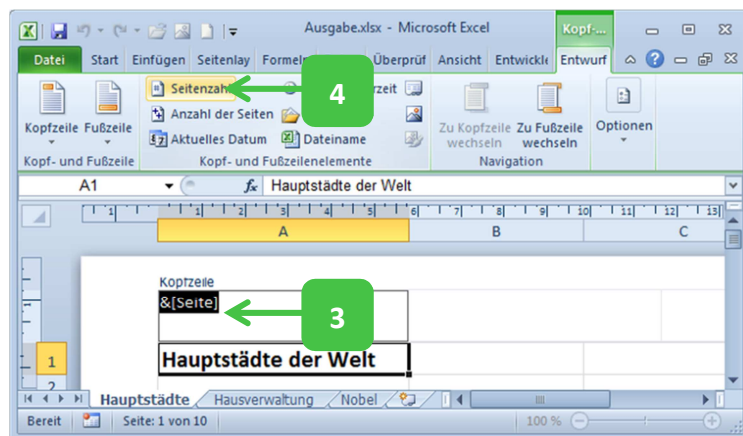 Ausgabe.xlsx - Microsoft Excel
Kopf-...
Datei Start Einfügen Seitenlay Formeln Überprüf Ansicht Entwickle Entwurf
Seitenzahl
4
Anzahl der Seiten
Aktuelles Datum Dateiname
Kopfzeile Fußzeile
Zu Kopfzeile wechseln Zu Fußzeile wechseln
Optionen
Kopf- und Fußzeile Kopf- und Fußzeilenelemente Navigation
A1 fx Hauptstädte der Welt
1 1 2 3 4 5 6 7 8 9 10 11 12 13
A B C
Kopfzeile
&[Seite]
3
1 Hauptstädte der Welt
2
Hauptstädte Hausverwaltung Nobel
Bereit Seite: 1 von 10 100 %